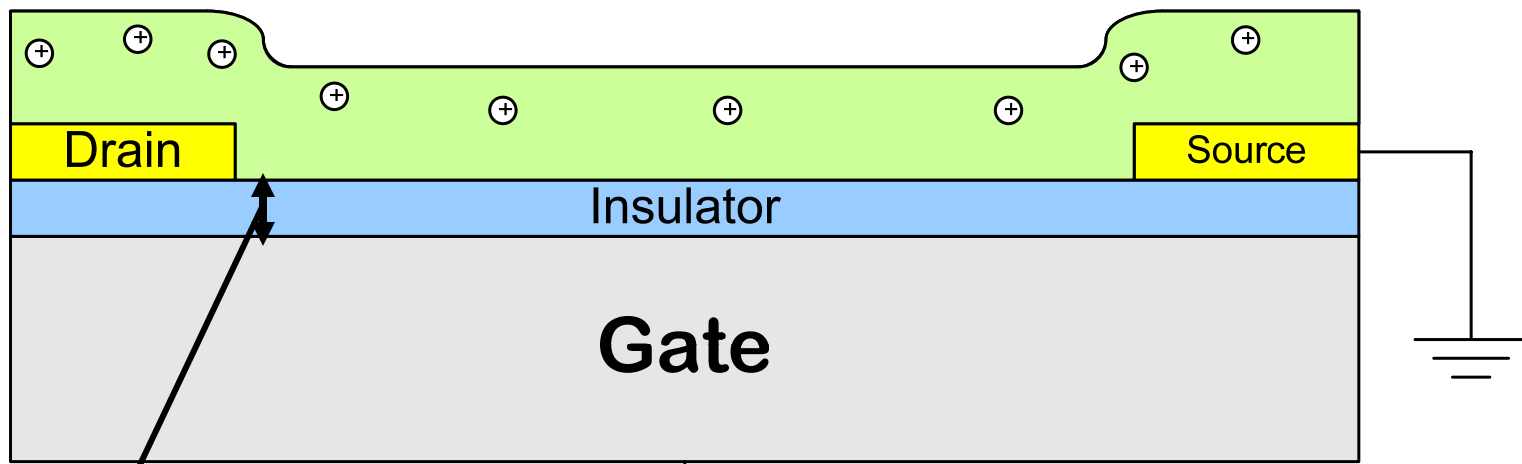 + + + + + + + + +
Drain
Source
Insulator
Gate